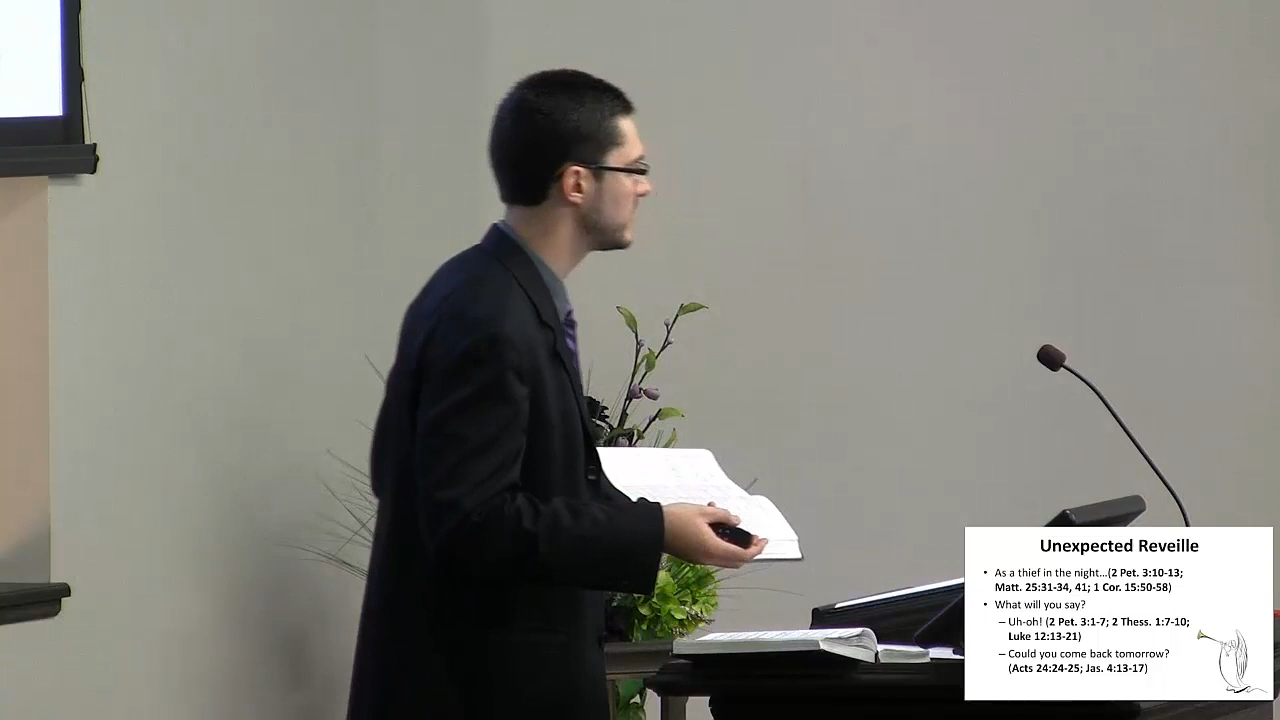 Unexpected Reveille
• As a thief in the night…(2 Pet. 3:10-13;
Matt. 25:31-34, 41; 1 Cor. 15:50-58)
• What will you say?
– Uh-oh! (2 Pet. 3:1-7; 2 Thess. 1:7-10;
Luke 12:13-21)
– Could you come back tomorrow?
(Acts 24:24-25; Jas. 4:13-17)